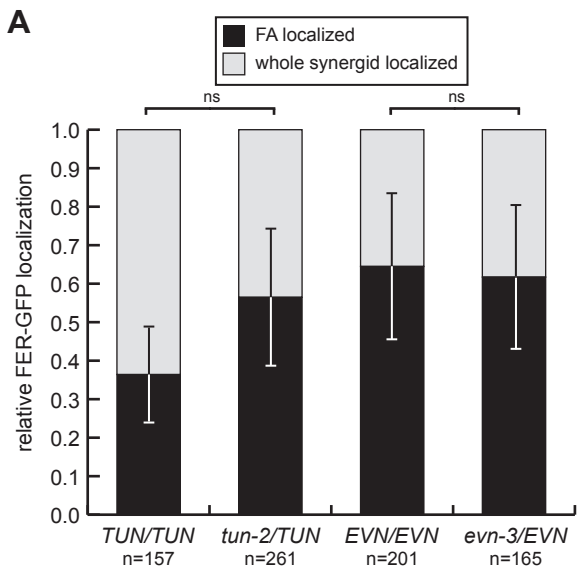 A
FA localized
whole synergid localized
ns
ns
relative FER-GFP localization
1.0
0.9
0.8
0.7
0.6
0.5
0.4
0.3
0.2
0.1
0.0
TUN/TUN tun-2/TUN EVN/EVN evn-3/EVN
n=157 n=261 n=201 n=165